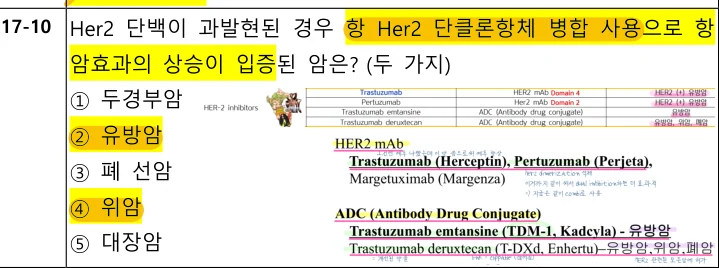 17-10
Her2 단백이 과발현된 경우 항 Her2 단클론항체 병합 사용으로 항
암효과의 상승이 입증된 암은? (두 가지)
① 두경부암
② 유방암
③ 폐 선암
④ 위암
⑤ 대장암
HER-2 inhibitors
Trastuzumab HER2 mAb Domain 4 HER2 (+) 유방암
Pertuzumab Her2 mAb Domain 2 HER2 (+) 유방암
Trastuzumab emtansine ADC (Antibody drug conjugate) 유방암
Trastuzumab deruxtecan ADC (Antibody drug conjugate) 유방암, 위암, 폐암
HER2 mAb
Trastuzumab (Herceptin), Pertuzumab (Perjeta),
Margetuximab (Margenza)
HER2 dimerization 억제
ADC (Antibody Drug Conjugate)
Trastuzumab emtansine (TDM-1, Kadcyla) - 유방암
Trastuzumab deruxtecan (T-DXd, Enhertu)–유방암,위암,폐암